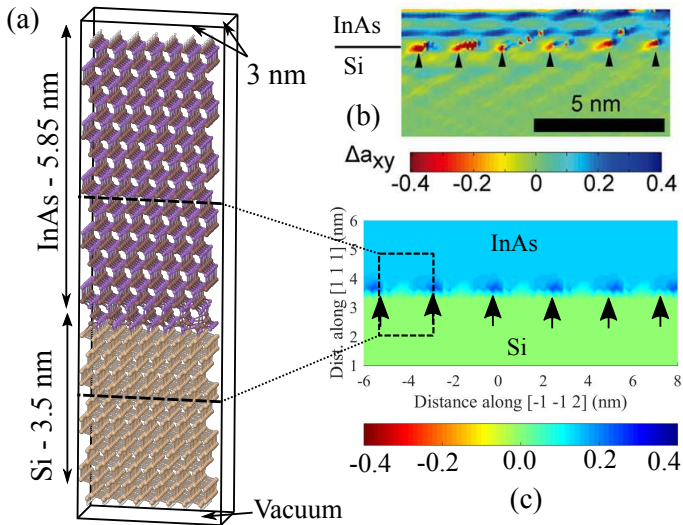 (a)
3 nm
InAs - 5.85 nm
Si - 3.5 nm
Vacuum
InAs
Si
(b)
5 nm
Δaxy
-0.4 -0.2 0 0.2 0.4
Dist. along [1 1 1] (nm)
6
5
4
3
2
1
InAs
Si
-6 -4 -2 0 2 4 6 8
Distance along [-1 -1 2] (nm)
-0.4 -0.2 0.0 0.2 0.4
(c)